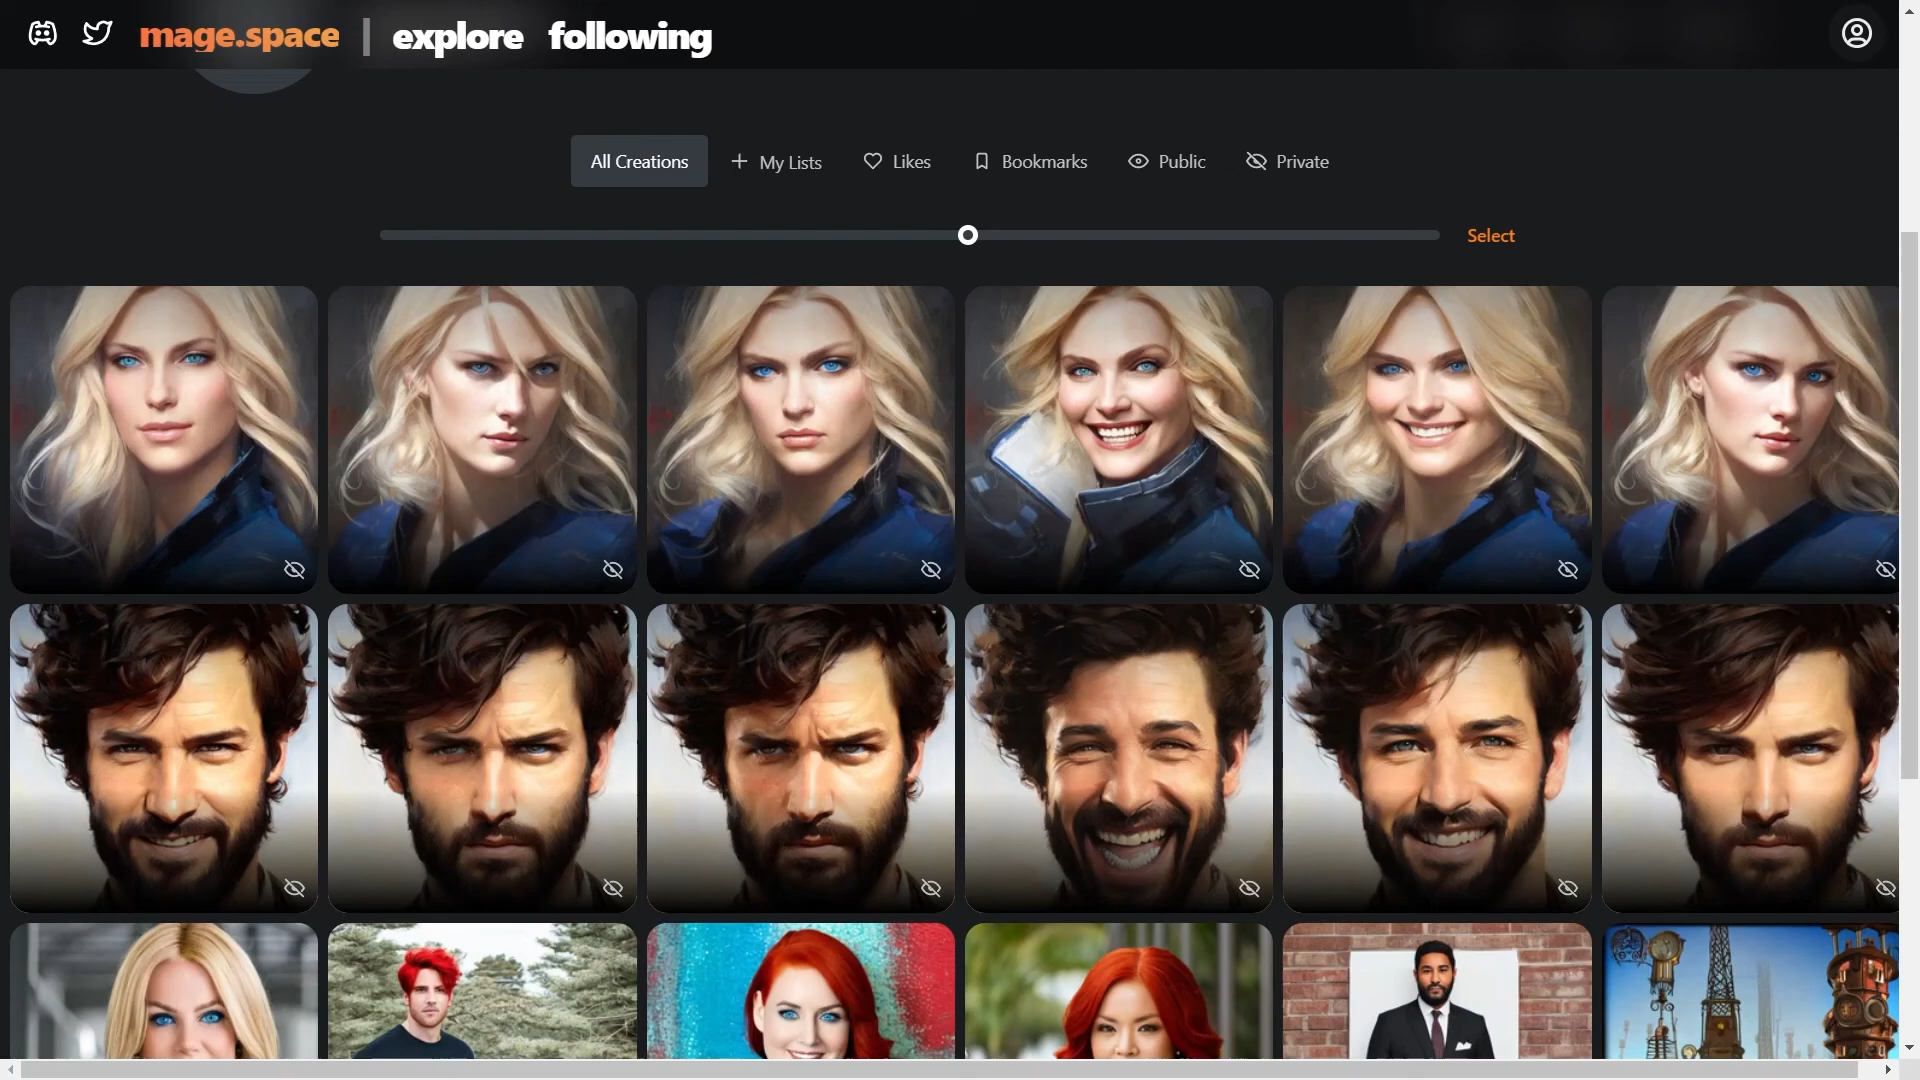 mage.space | explore following
All Creations My Lists Likes Bookmarks Public Private
Select